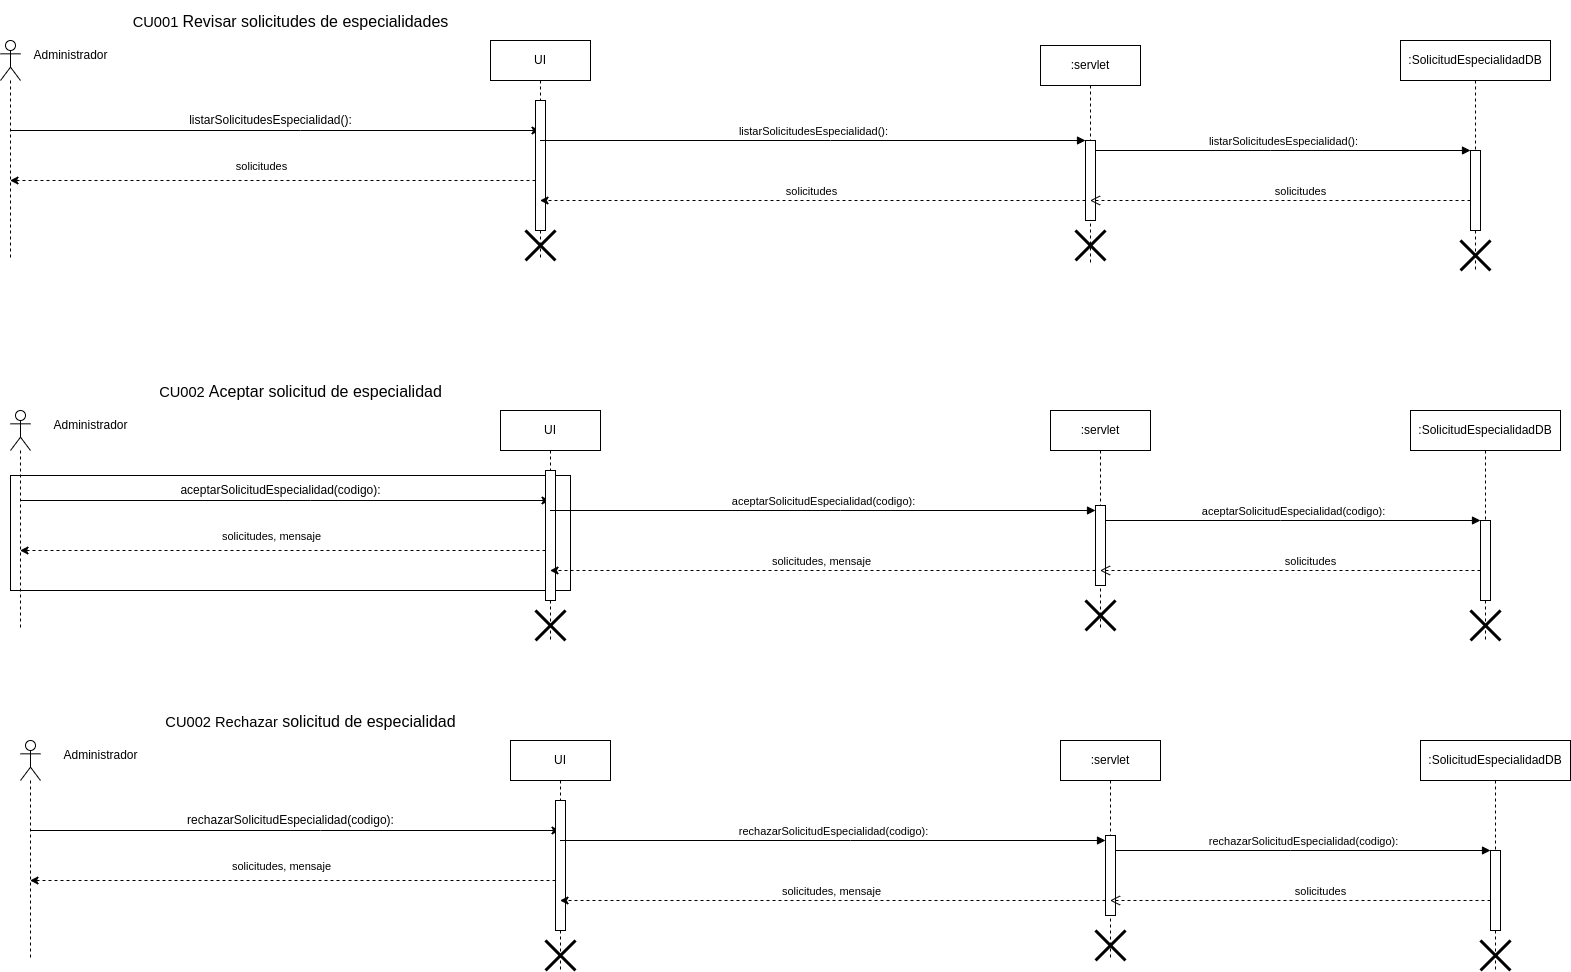 CU001 Revisar solicitudes de especialidades
Administrador
UI
:servlet
:SolicitudEspecialidadDB
listarSolicitudesEspecialidad():
listarSolicitudesEspecialidad():
listarSolicitudesEspecialidad():
solicitudes
solicitudes
solicitudes
CU002 Aceptar solicitud de especialidad
Administrador
UI
:servlet
:SolicitudEspecialidadDB
aceptarSolicitudEspecialidad(codigo):
aceptarSolicitudEspecialidad(codigo):
aceptarSolicitudEspecialidad(codigo):
solicitudes, mensaje
solicitudes, mensaje
solicitudes
CU002 Rechazar solicitud de especialidad
Administrador
UI
:servlet
:SolicitudEspecialidadDB
rechazarSolicitudEspecialidad(codigo):
rechazarSolicitudEspecialidad(codigo):
rechazarSolicitudEspecialidad(codigo):
solicitudes, mensaje
solicitudes, mensaje
solicitudes